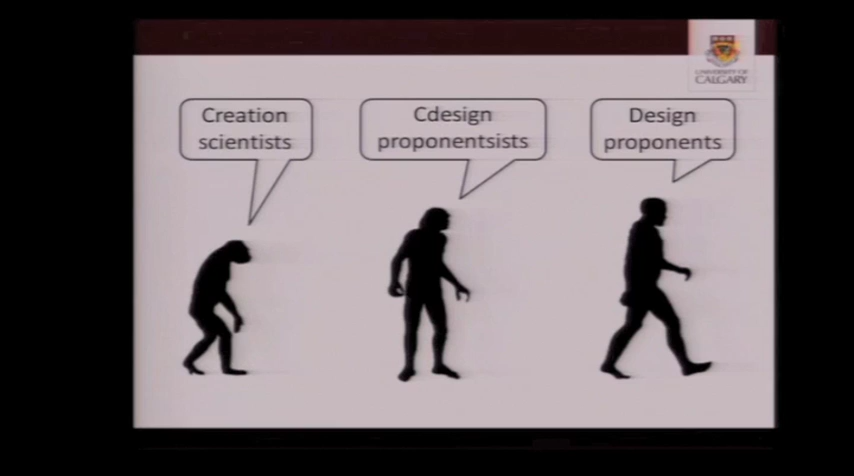 UNIVERSITY OF
CALGARY
Creation
scientists
Cdesign
proponentsists
Design
proponents